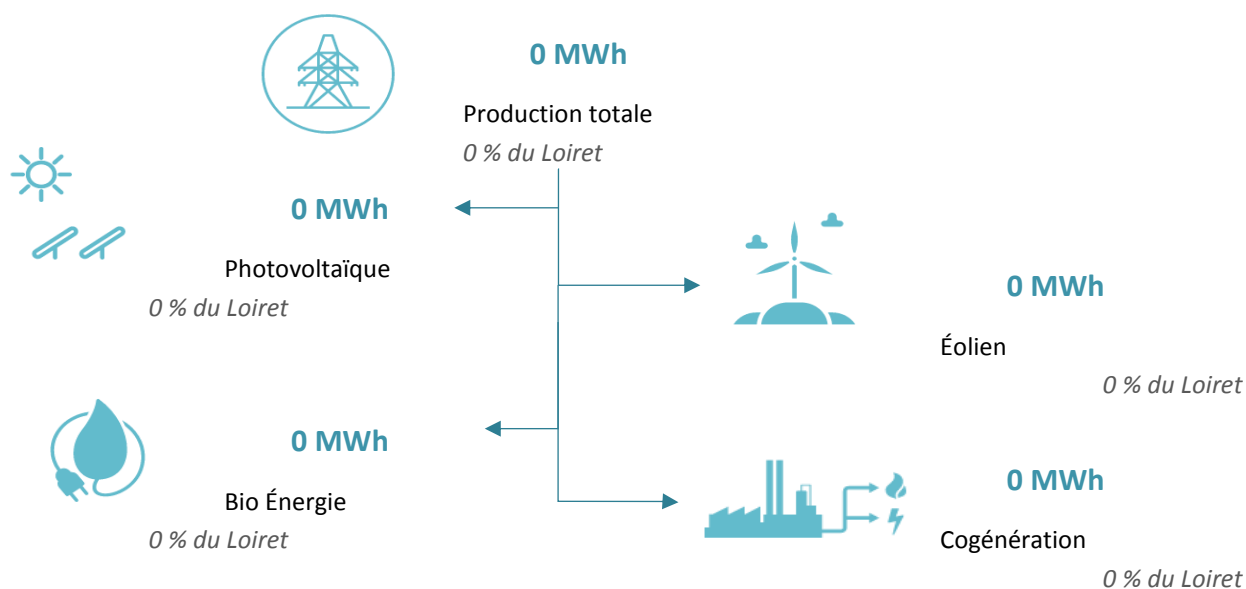 0 MWh
Production totale
0 % du Loiret
0 MWh
Photovoltaïque
0 % du Loiret
0 MWh
Éolien
0 % du Loiret
0 MWh
Bio Énergie
0 % du Loiret
0 MWh
Cogénération
0 % du Loiret